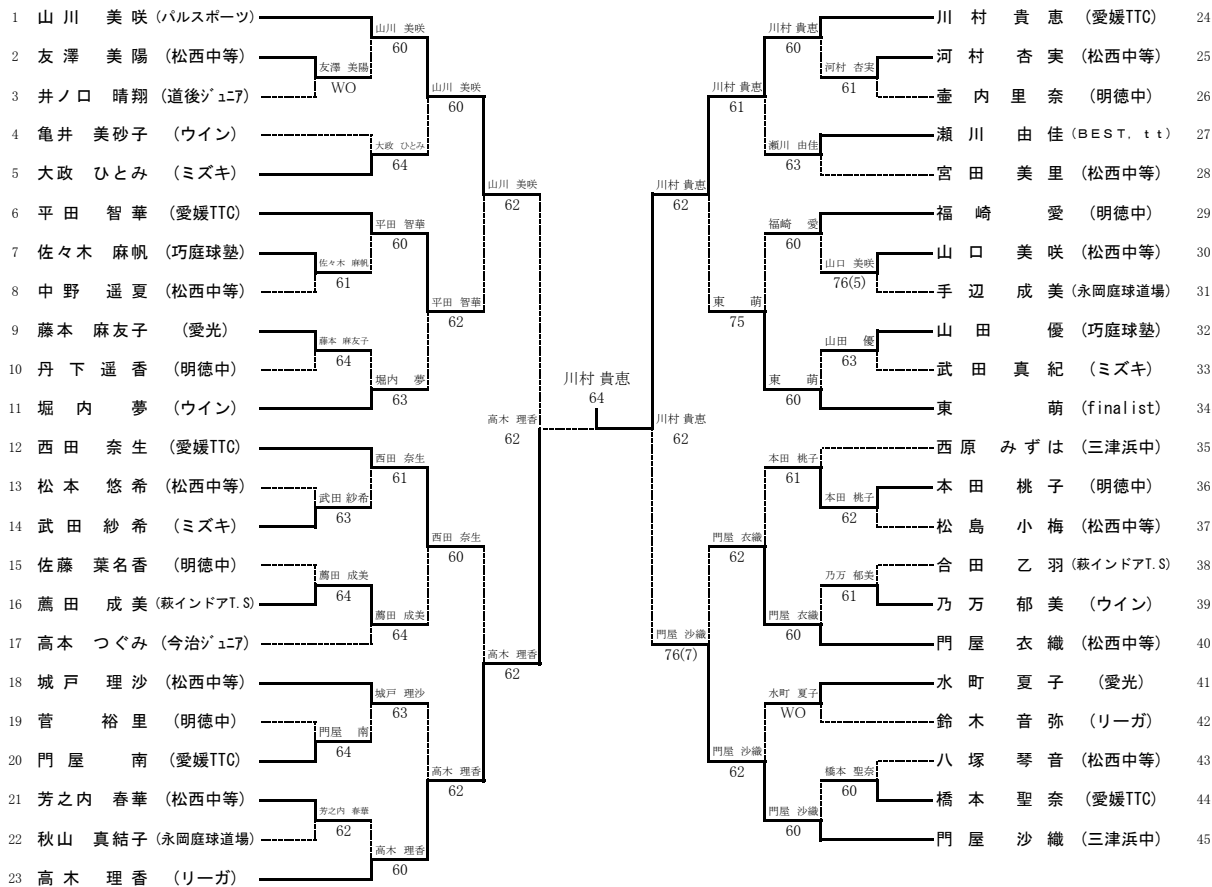 1 山川 美咲 (パルスポーツ)
2 友澤 美陽 (松西中等)
3 井ノ口 晴翔 (道後ジュニア)
4 亀井 美砂子 (ウイン)
5 大政 ひとみ (ミズキ)
6 平田 智華 (愛媛TTC)
7 佐々木 麻帆 (巧庭球塾)
8 中野 遥夏 (松西中等)
9 藤本 麻友子 (愛光)
10 丹下 遥香 (明徳中)
11 堀内 夢 (ウイン)
12 西田 奈生 (愛媛TTC)
13 松本 悠希 (松西中等)
14 武田 紗希 (ミズキ)
15 佐藤 葉名香 (明徳中)
16 薦田 成美 (萩インドアT.S)
17 高本 つぐみ (今治ジュニア)
18 城戸 理沙 (松西中等)
19 菅 裕里 (明徳中)
20 門屋 南 (愛媛TTC)
21 芳之内 春華 (松西中等)
22 秋山 真結子 (永岡庭球道場)
23 高木 理香 (リーガ)
友澤 美陽
WO
佐々木 麻帆
61
藤本 麻友子
64
武田 紗希
63
薦田 成美
64
門屋 南
64
芳之内 春華
62
山川 美咲
60
大政 ひとみ
64
平田 智華
60
堀内 夢
63
西田 奈生
61
薦田 成美
64
城戸 理沙
63
高木 理香
60
山川 美咲
60
平田 智華
62
西田 奈生
60
高木 理香
62
山川 美咲
62
高木 理香
62
高木 理香
62
川村 貴恵
64
川村 貴恵
62
川村 貴恵
62
門屋 沙織
76(7)
川村 貴恵
61
東 萌
75
門屋 衣織
62
門屋 沙織
62
川村 貴恵
60
瀬川 由佳
63
福崎 愛
60
東 萌
60
本田 桃子
61
門屋 衣織
60
水町 夏子
WO
門屋 沙織
60
河村 杏実
61
山口 美咲
76(5)
山田 優
63
本田 桃子
62
乃万 郁美
61
橋本 聖奈
60
川村 貴恵 (愛媛TTC) 24
河村 杏実 (松西中等) 25
壷内 里奈 (明徳中) 26
瀬川 由佳 (BEST. tt) 27
宮田 美里 (松西中等) 28
福崎 愛 (明徳中) 29
山口 美咲 (松西中等) 30
手辺 成美 (永岡庭球道場) 31
山田 優 (巧庭球塾) 32
武田 真紀 (ミズキ) 33
東 萌 (finalist) 34
西原 みずは (三津浜中) 35
本田 桃子 (明徳中) 36
松島 小梅 (松西中等) 37
合田 乙羽 (萩インドアT.S) 38
乃万 郁美 (ウイン) 39
門屋 衣織 (松西中等) 40
水町 夏子 (愛光) 41
鈴木 音弥 (リーガ) 42
八塚 琴音 (松西中等) 43
橋本 聖奈 (愛媛TTC) 44
門屋 沙織 (三津浜中) 45